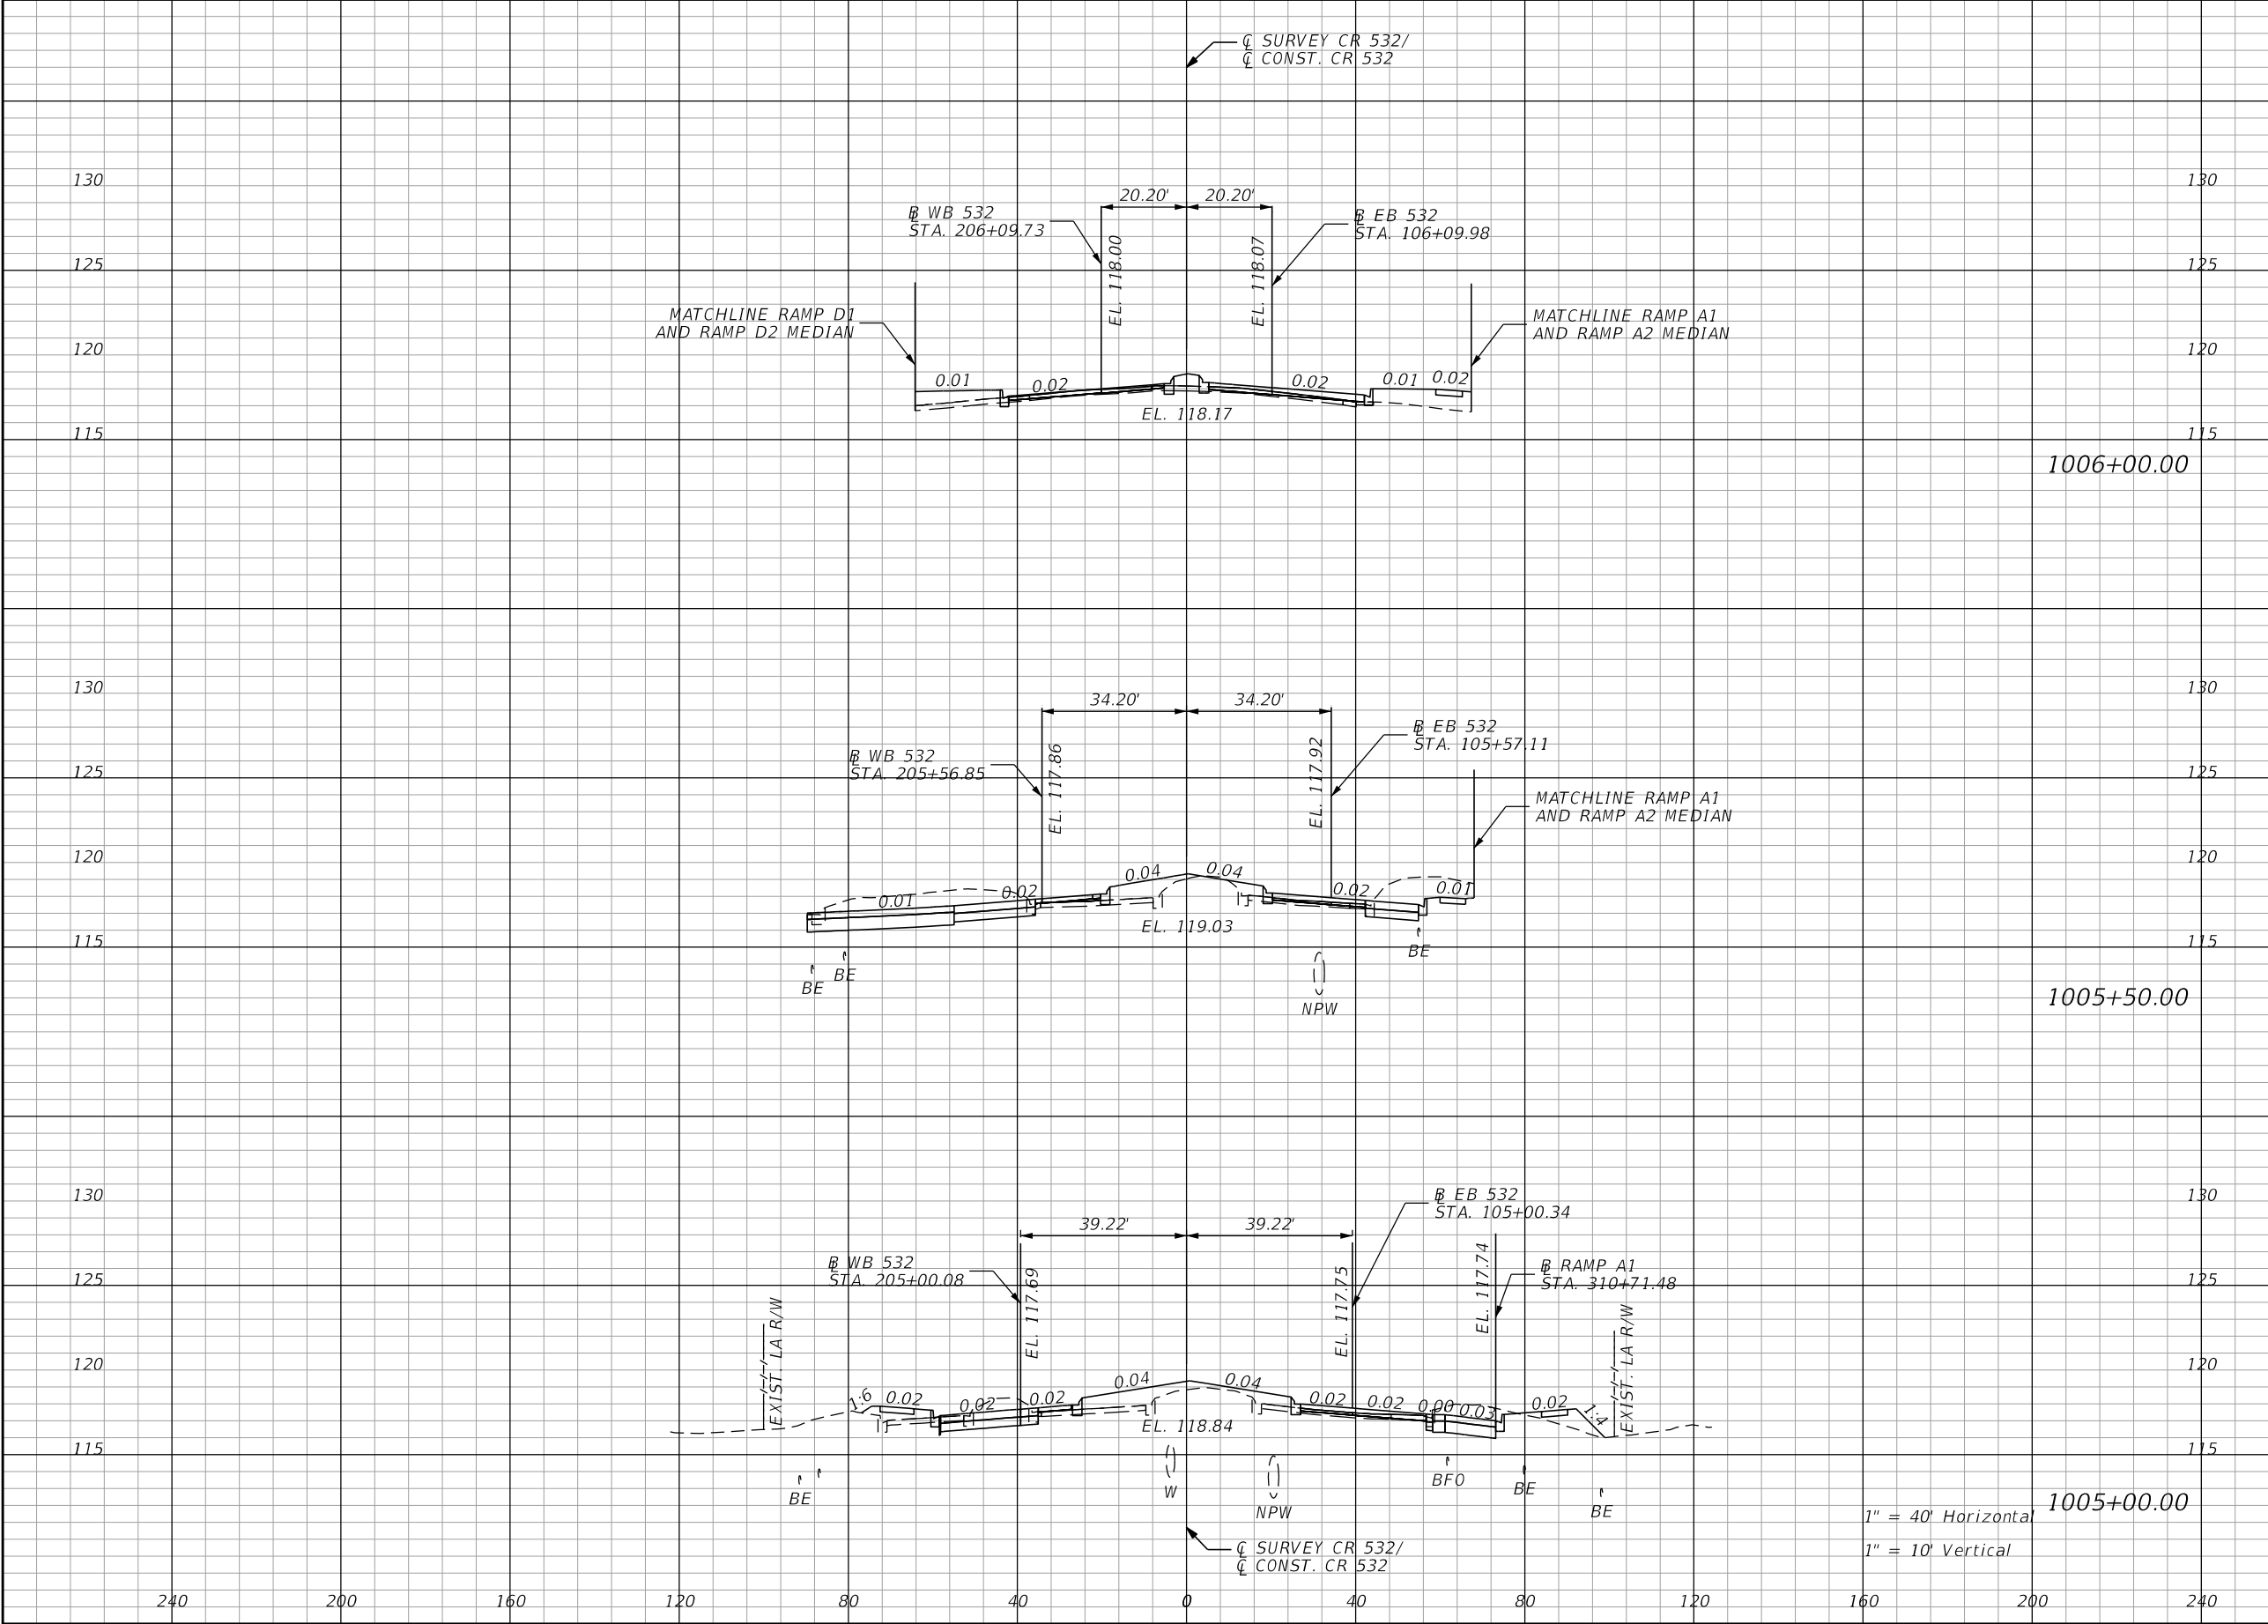 ℄ SURVEY CR 532/
℄ CONST. CR 532
130
130
20.20'
20.20'
B WB 532
STA. 206+09.73
B EB 532
STA. 106+09.98
EL. 118.00
EL. 118.07
125
125
MATCHLINE RAMP D1
AND RAMP D2 MEDIAN
MATCHLINE RAMP A1
AND RAMP A2 MEDIAN
120
120
0.01
0.02
0.02
0.01
0.02
EL. 118.17
115
115
1006+00.00
130
130
34.20'
34.20'
B WB 532
STA. 205+56.85
B EB 532
STA. 105+57.11
EL. 117.86
EL. 117.92
125
125
MATCHLINE RAMP A1
AND RAMP A2 MEDIAN
120
120
0.01
0.02
0.04
0.04
0.02
0.01
EL. 119.03
115
115
BE
BE
BE
NPW
1005+50.00
130
130
39.22'
39.22'
B EB 532
STA. 105+00.34
B WB 532
STA. 205+00.08
B RAMP A1
STA. 310+71.48
EL. 117.69
EL. 117.75
EL. 117.74
125
125
EXIST. LA R/W
EXIST. LA R/W
120
120
1:6
0.02
0.02
0.02
0.04
0.04
0.02
0.02
0.00
0.03
0.02
1:4
EL. 118.84
115
115
BE
W
NPW
BFO
BE
BE
1005+00.00
1" = 40' Horizontal
1" = 10' Vertical
℄ SURVEY CR 532/
℄ CONST. CR 532
240
200
160
120
80
40
0
40
80
120
160
200
240